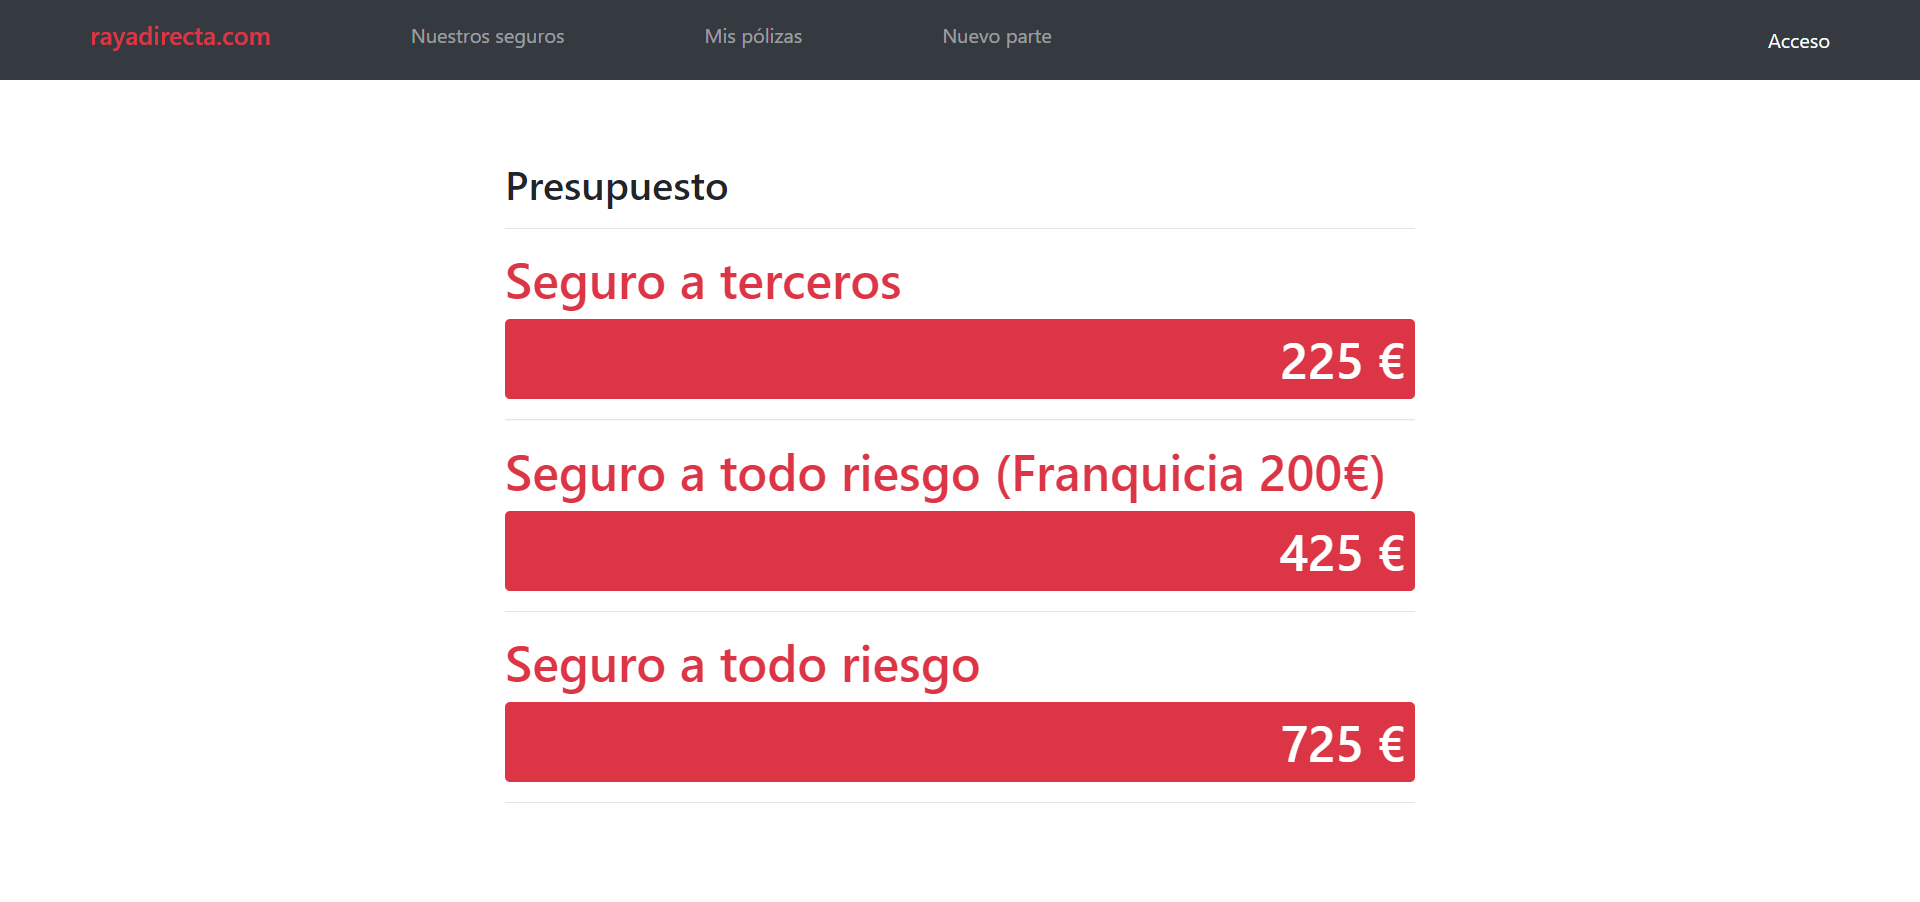 rayadirecta.com
Nuestros seguros
Mis pólizas
Nuevo parte
Acceso
Presupuesto
Seguro a terceros
225 €
Seguro a todo riesgo (Franquicia 200€)
425 €
Seguro a todo riesgo
725 €